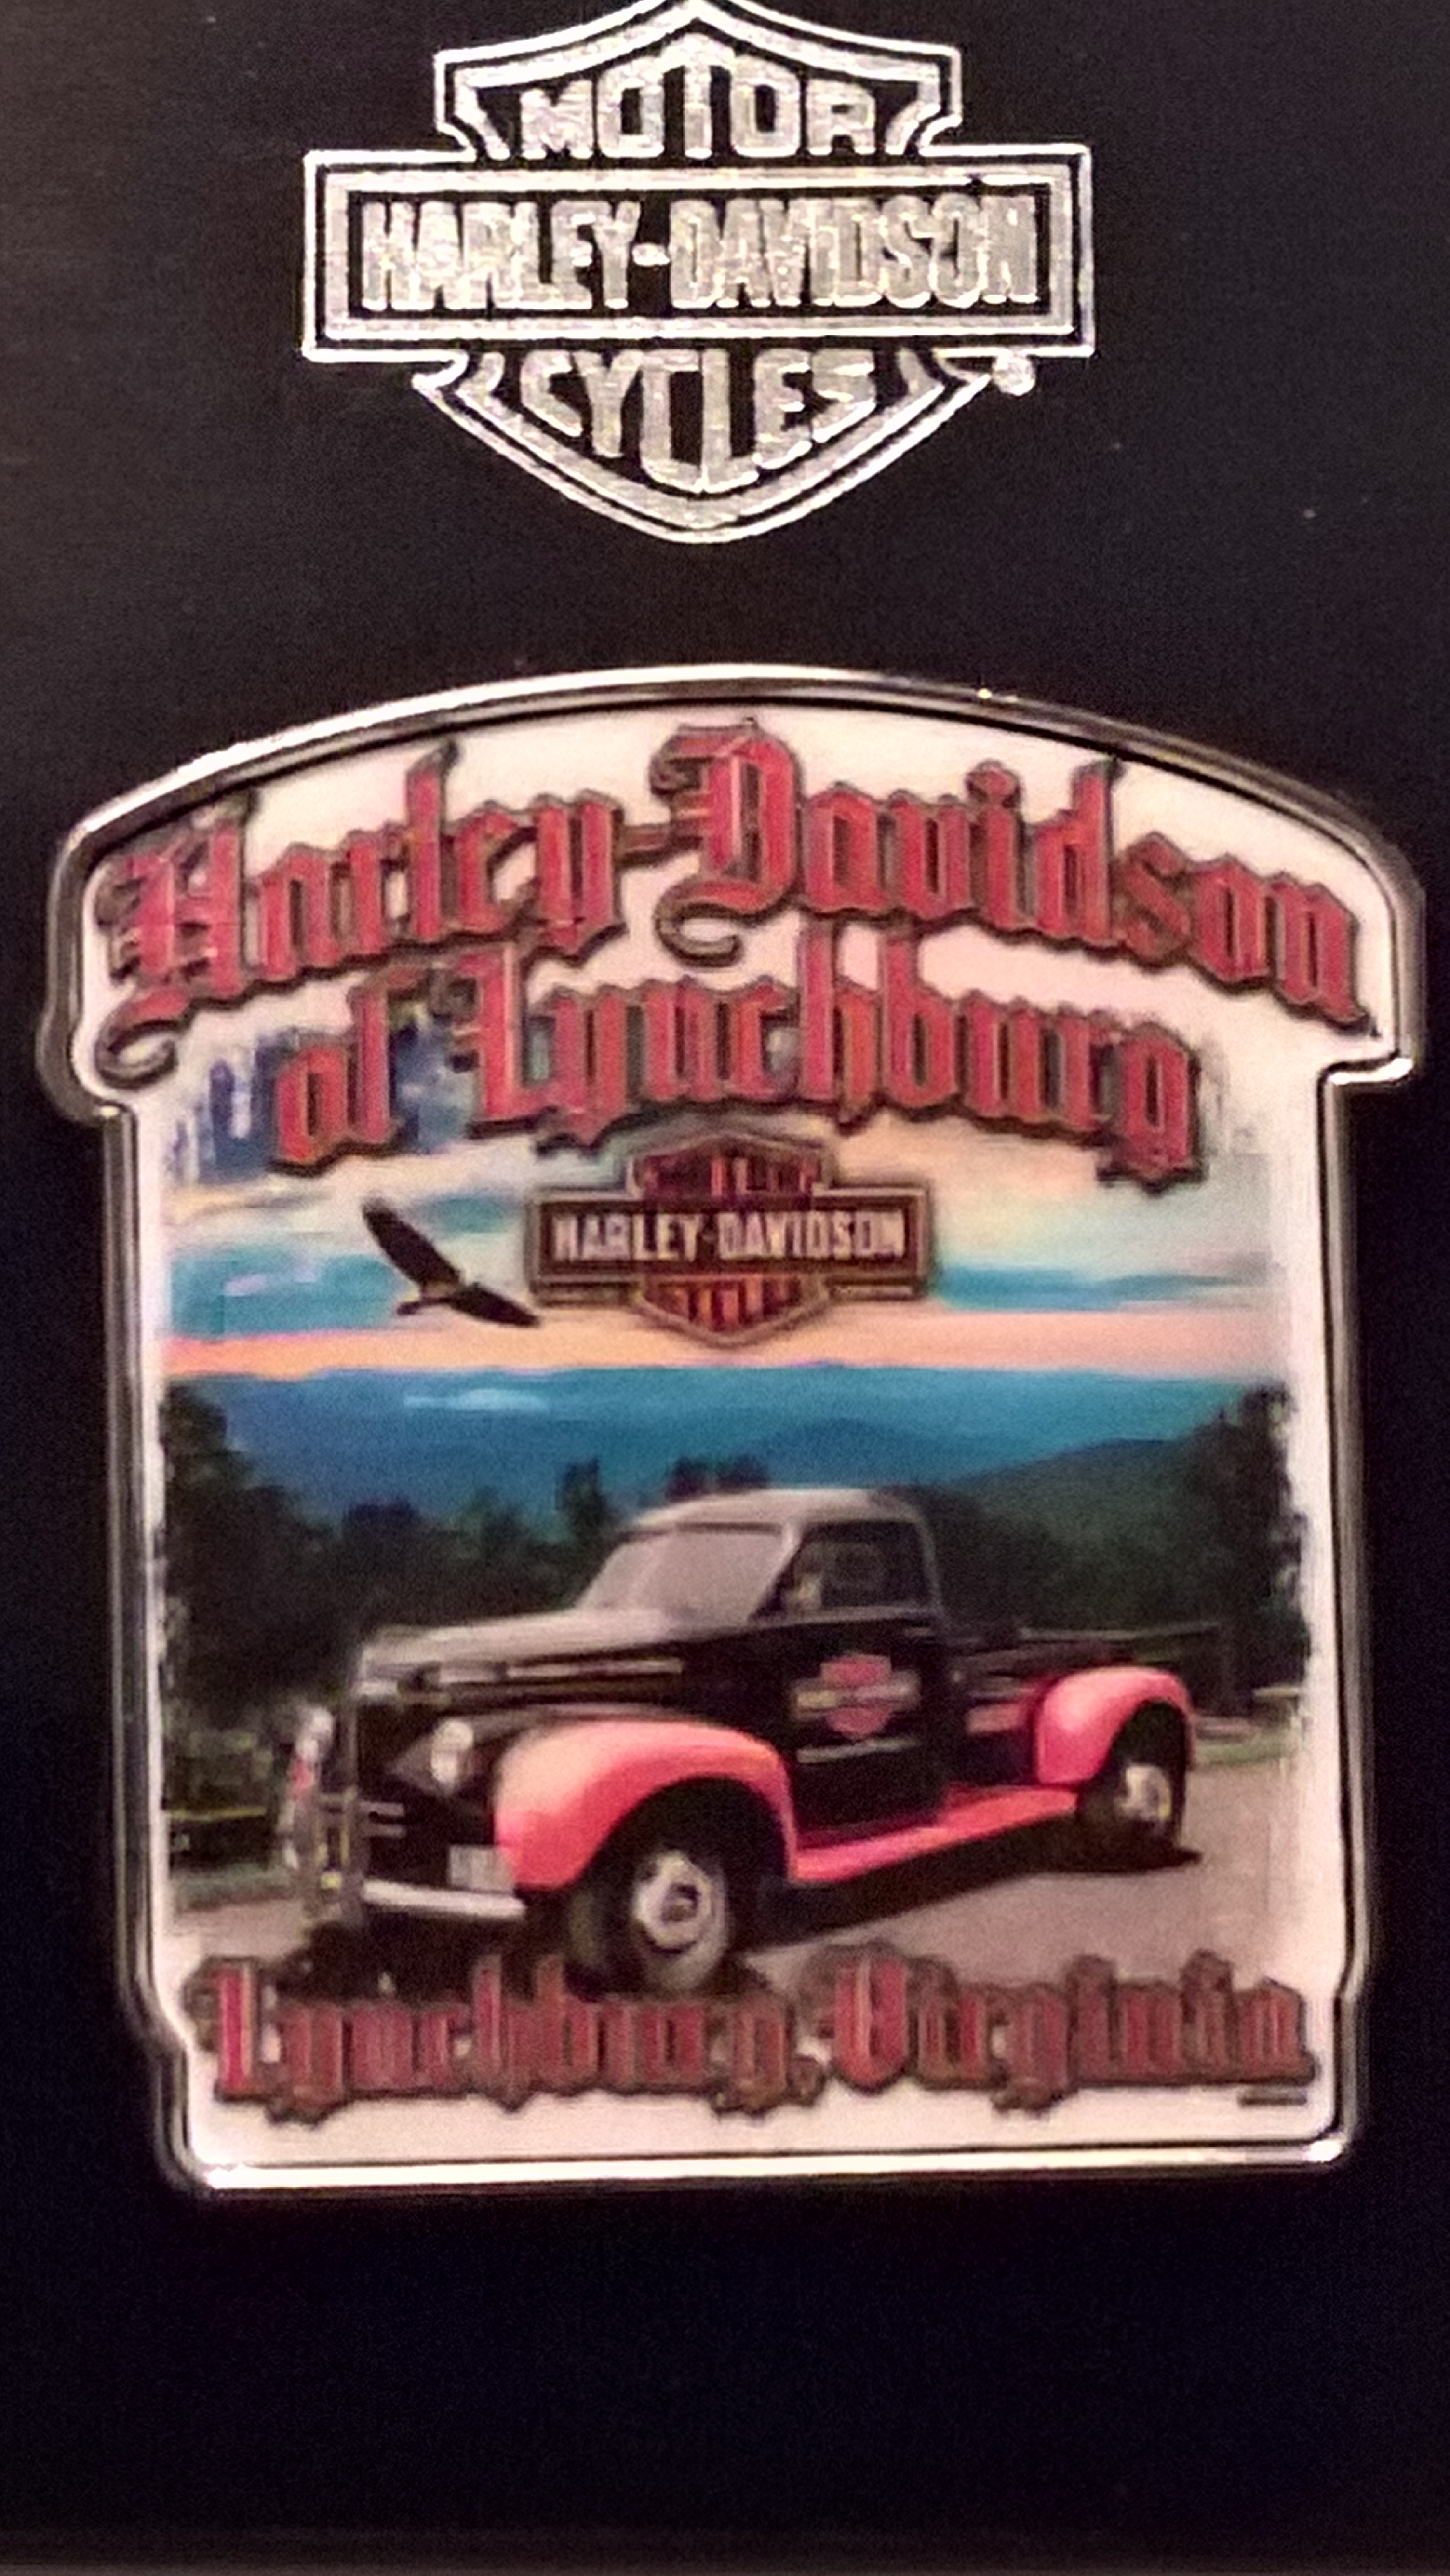 MOTOR
HARLEY-DAVIDSON
CYCLES
Harley-Davidson
of Lynchburg
HARLEY-DAVIDSON
Lynchburg, Virginia